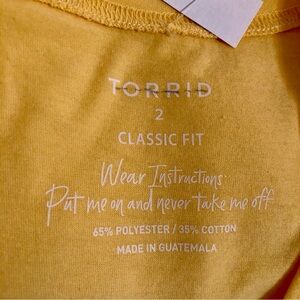 TORRID
2
CLASSIC FIT
Wear Instructions:
Put me on and never take me off
65% POLYESTER / 35% COTTON
MADE IN GUATEMALA